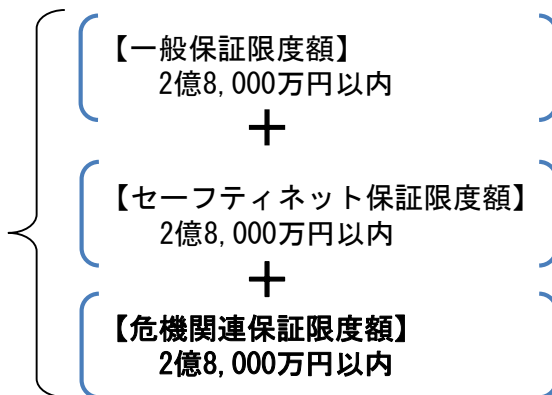 【一般保証限度額】
2億8,000万円以内
＋
【セーフティネット保証限度額】
2億8,000万円以内
＋
【危機関連保証限度額】
2億8,000万円以内